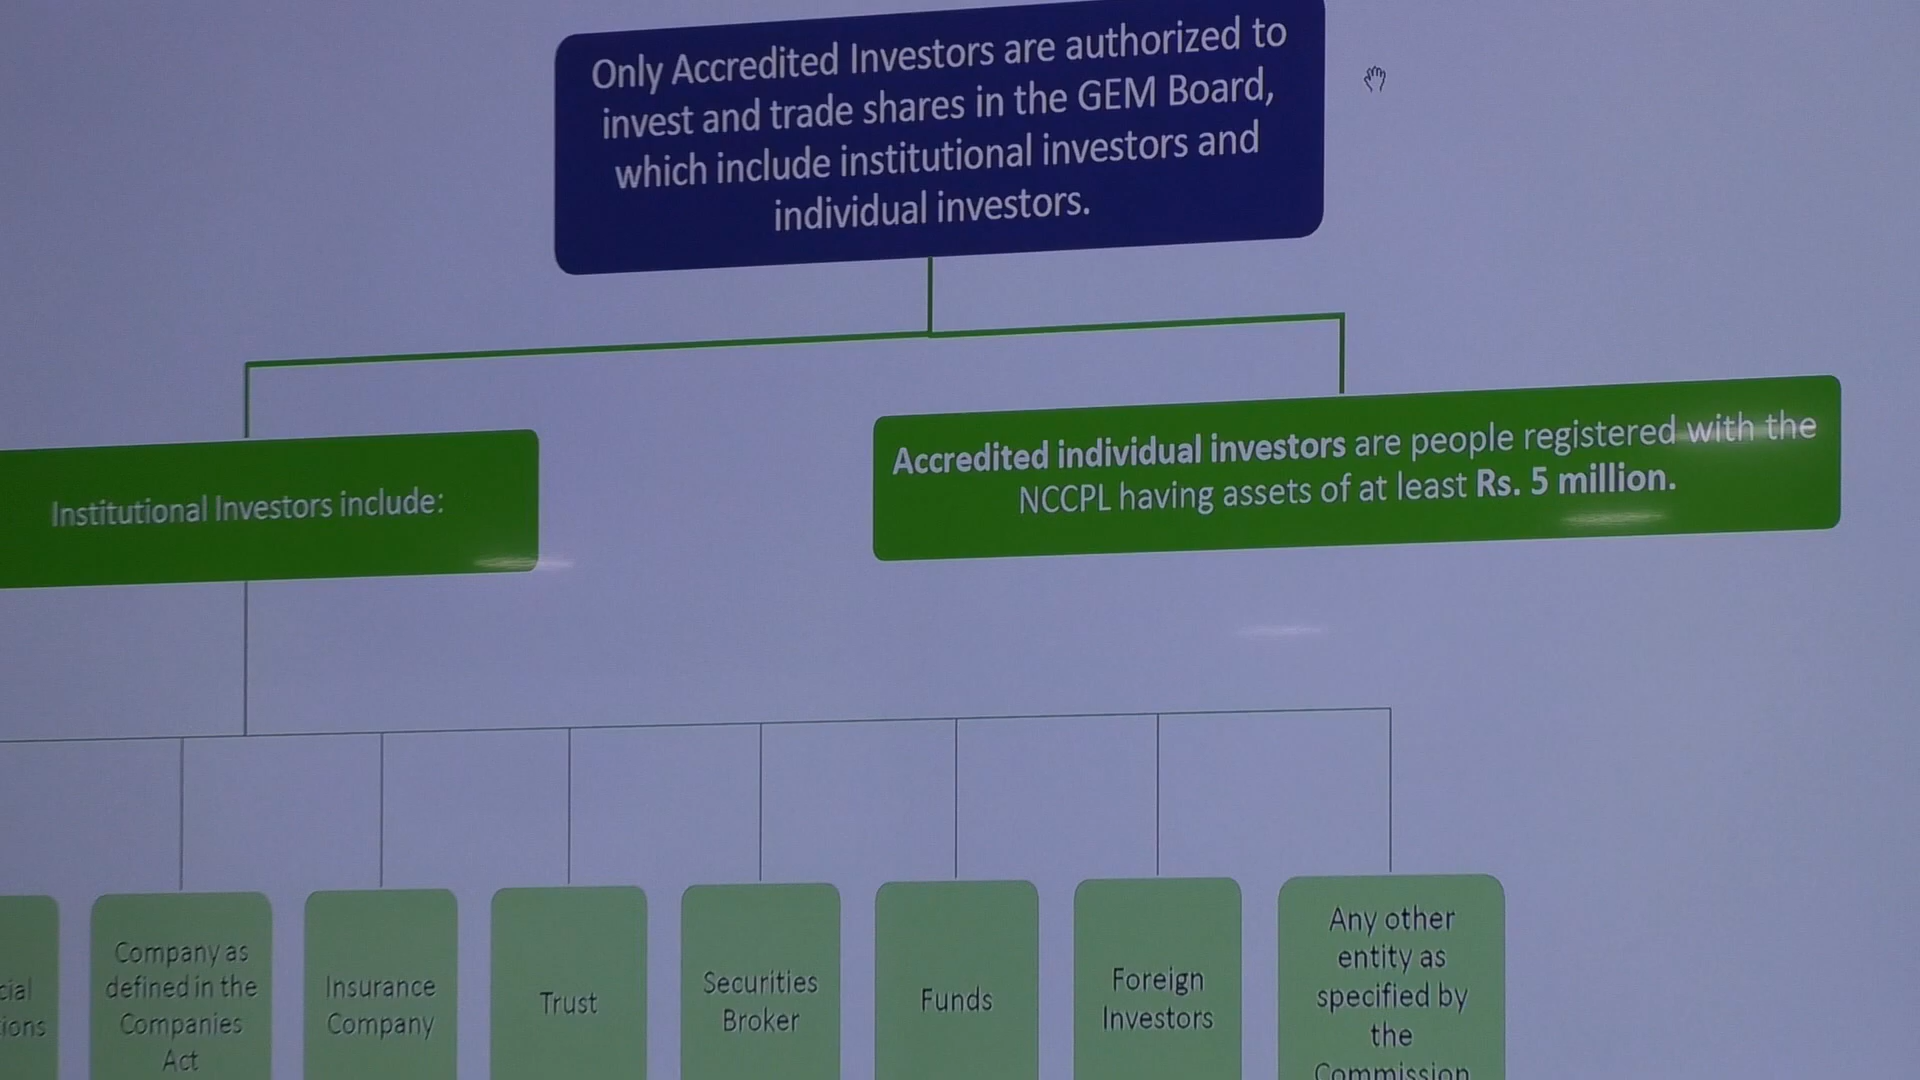 Only Accredited Investors are authorized to
invest and trade shares in the GEM Board,
which include institutional investors and
individual investors.
Institutional Investors include:
Accredited individual investors are people registered with the
NCCPL having assets of at least Rs. 5 million.
Company as
defined in the
Companies
Act
Insurance
Company
Trust
Securities
Broker
Funds
Foreign
Investors
Any other
entity as
specified by
the
Commission